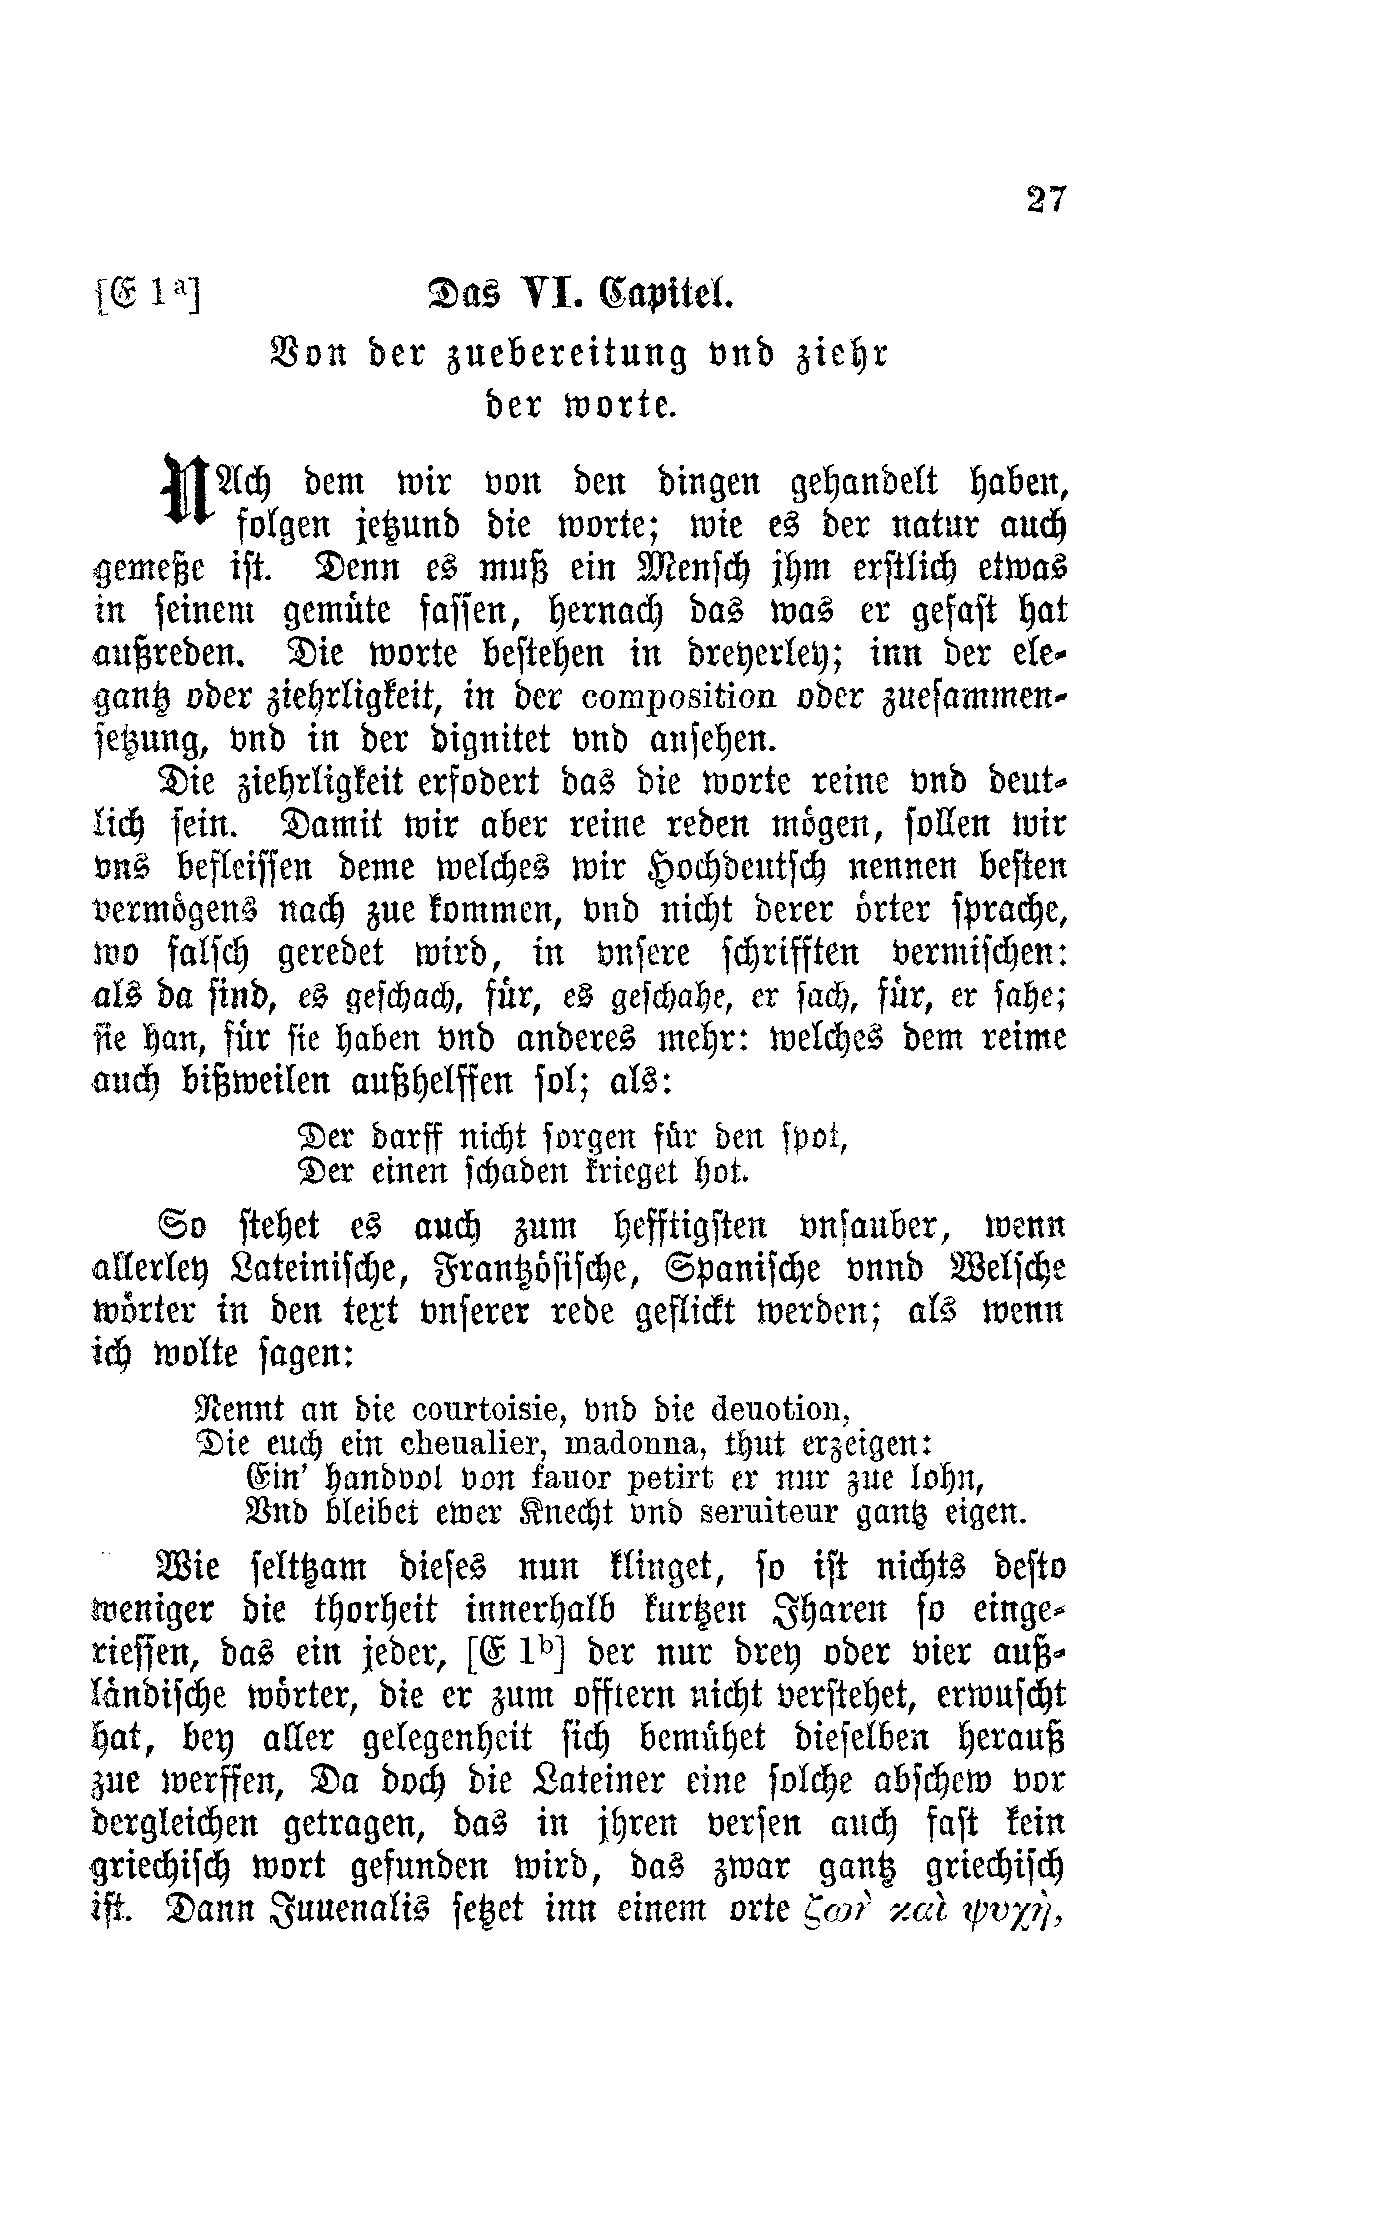 27
[E 1a] Das VI. Capitel.
Von der zuebereitung vnd ziehr
der worte.
NAch dem wir von den dingen gehandelt haben,
folgen jetzund die worte; wie es der natur auch
gemeße ist. Denn es muß ein Mensch jhm erstlich etwas
in seinem gemüte fassen, hernach das was er gefast hat
außreden. Die worte bestehen in dreyerley; inn der ele-
gantz oder ziehrligkeit, in der composition oder zuesammen-
setzung, vnd in der dignitet vnd ansehen.
Die ziehrligkeit erfodert das die worte reine vnd deut-
lich sein. Damit wir aber reine reden mögen, sollen wir
vns befleissen deme welches wir Hochdeutsch nennen besten
vermögens nach zue kommen, vnd nicht derer örter sprache,
wo falsch geredet wird, in vnsere schrifften vermischen:
als da sind, es geschach, für, es geschahe, er sach, für, er sahe;
sie han, für sie haben vnd anderes mehr: welches dem reime
auch bißweilen außhelffen sol; als:
Der darff nicht sorgen für den spot,
Der einen schaden krieget hot.
So stehet es auch zum hefftigsten vnsauber, wenn
allerley Lateinische, Frantzösische, Spanische vnnd Welsche
wörter in den text vnserer rede geflickt werden; als wenn
ich wolte sagen:
Nemt an die courtoisie, vnd die deuotion,
Die euch ein cheualier, madonna, thut erzeigen:
Ein' handvol von fauor petirt er nur zue lohn,
Vnd bleibet ewer Knecht vnd seruiteur gantz eigen.
Wie seltzam dieses nun klinget, so ist nichts desto
weniger die thorheit innerhalb kurtzen Jharen so einge-
riessen, das ein jeder, [E 1b] der nur drey oder vier auß-
ländische wörter, die er zum offtern nicht verstehet, erwuscht
hat, bey aller gelegenheit sich bemühet dieselben herauß
zue werffen, Da doch die Lateiner eine solche abschew vor
dergleichen getragen, das in jhren versen auch fast kein
griechisch wort gefunden wird, das zwar gantz griechisch
ist. Dann Juuenalis setzet inn einem orte ζωὴ καὶ ψυχὴ,